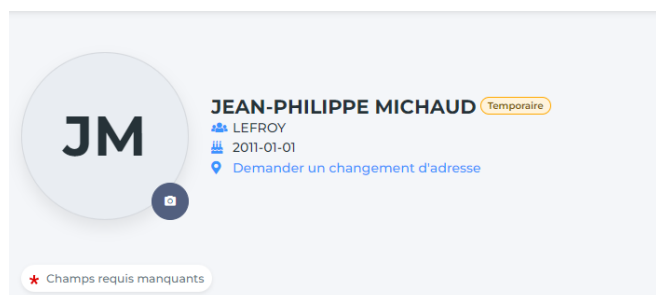 JM
JEAN-PHILIPPE MICHAUD Temporaire
LEFROY
2011-01-01
Demander un changement d'adresse
* Champs requis manquants